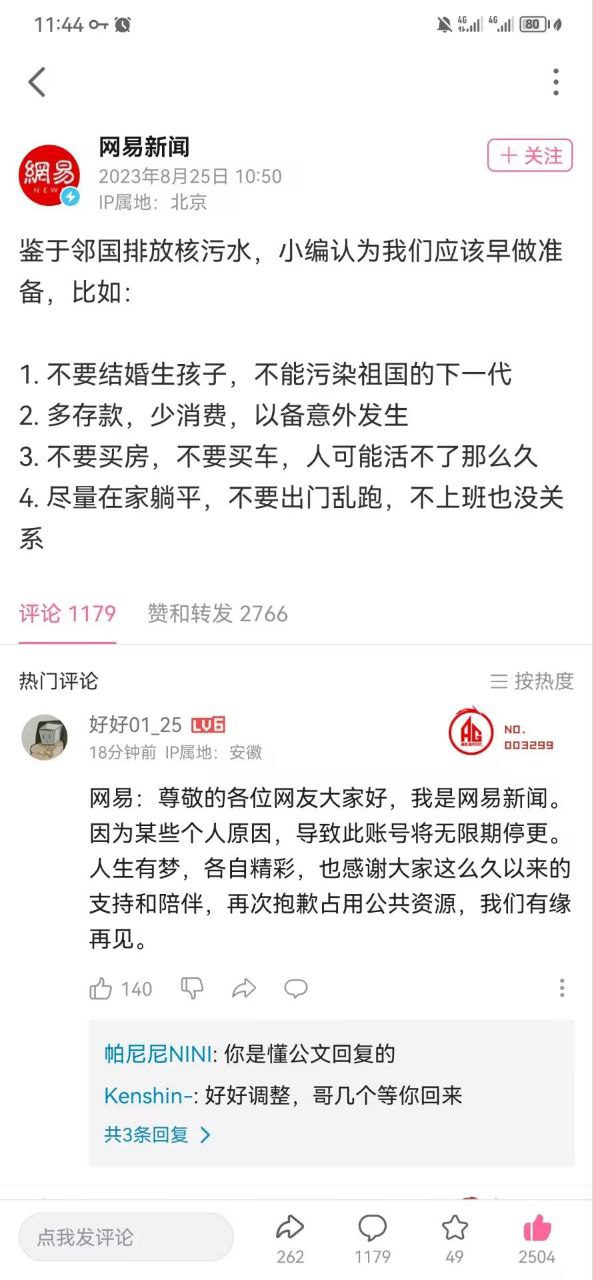 11:44
4G 4G 80
網易
NEW
网易新闻
2023年8月25日 10:50
IP属地：北京
+ 关注
鉴于邻国排放核污水，小编认为我们应该早做准
备，比如：
1. 不要结婚生孩子，不能污染祖国的下一代
2. 多存款，少消费，以备意外发生
3. 不要买房，不要买车，人可能活不了那么久
4. 尽量在家躺平，不要出门乱跑，不上班也没关
系
评论 1179 赞和转发 2766
热门评论 按热度
好好01_25 LV6
18分钟前 IP属地：安徽
NO.
003299
网易：尊敬的各位网友大家好，我是网易新闻。
因为某些个人原因，导致此账号将无限期停更。
人生有梦，各自精彩，也感谢大家这么久以来的
支持和陪伴，再次抱歉占用公共资源，我们有缘
再见。
140
帕尼尼NINI: 你是懂公文回复的
Kenshin-: 好好调整，哥几个等你回来
共3条回复
点我发评论
262 1179 49 2504